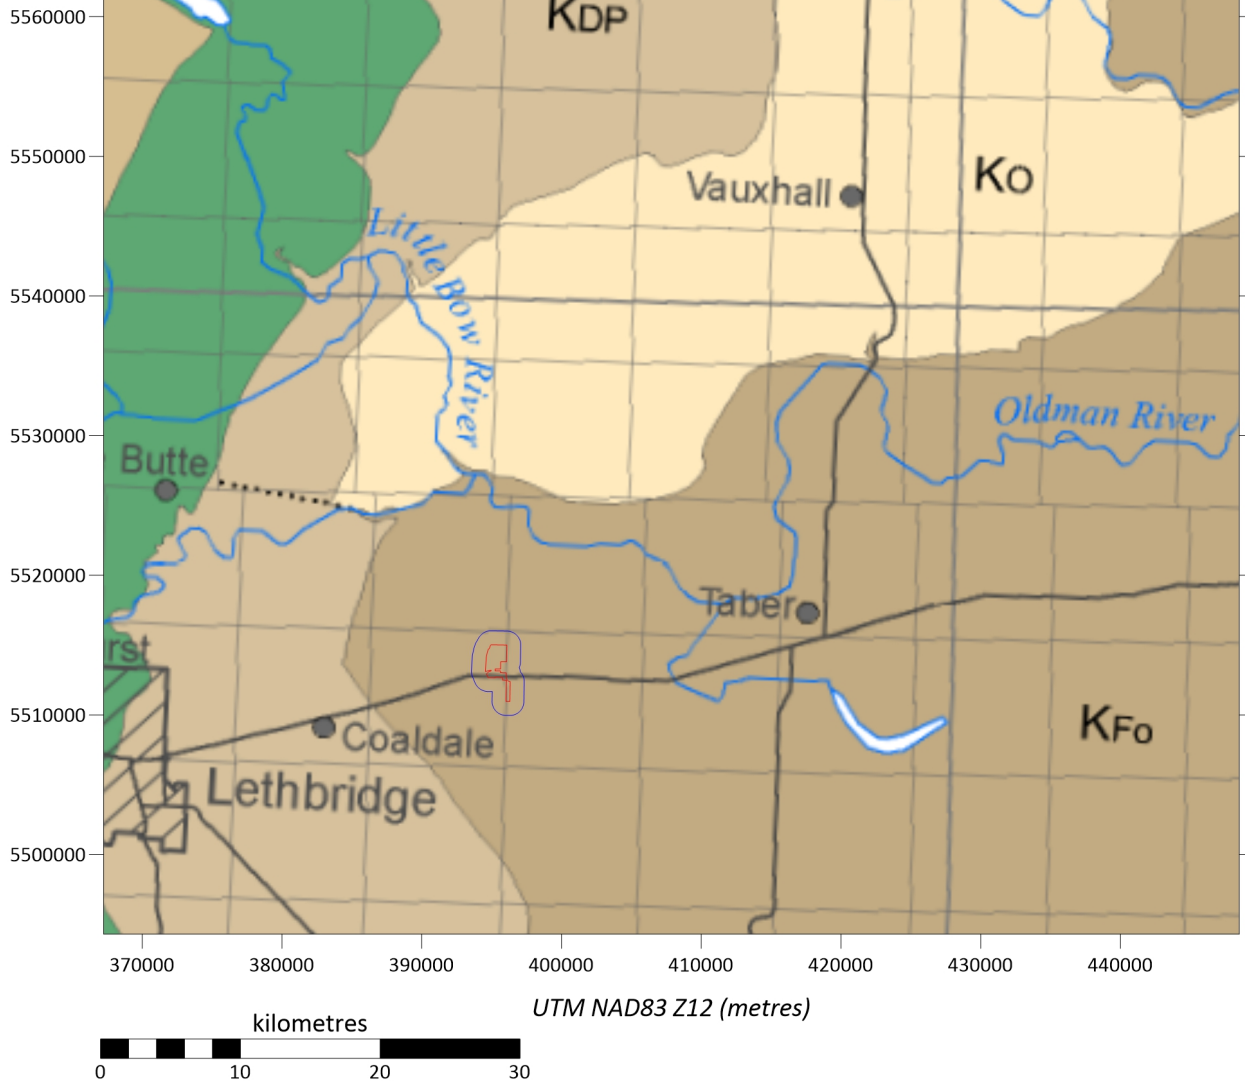 5560000
KDP
5550000
Vauxhall
KO
Little Bow River
5540000
5530000
Oldman River
Butte
5520000
Taber
rst
5510000
Coaldale
KFo
Lethbridge
5500000
370000 380000 390000 400000 410000 420000 430000 440000
UTM NAD83 Z12 (metres)
kilometres
0 10 20 30